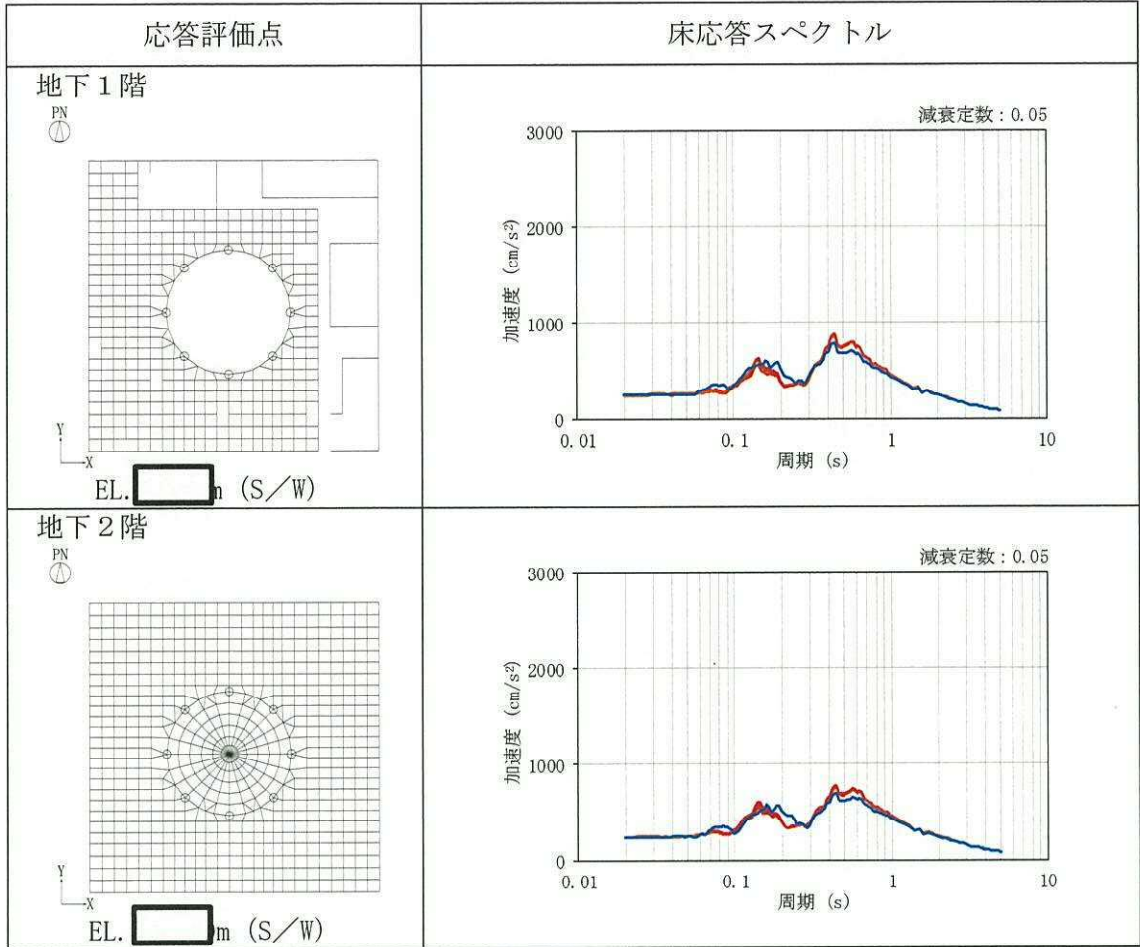 応答評価点
床応答スペクトル
地下1階
PN
Y
X
EL. m (S/W)
減衰定数:0.05
3000
2000
1000
0
加速度 (cm/s²)
0.01
0.1
1
10
周期 (s)
地下2階
PN
Y
X
EL. m (S/W)
減衰定数:0.05
3000
2000
1000
0
加速度 (cm/s²)
0.01
0.1
1
10
周期 (s)